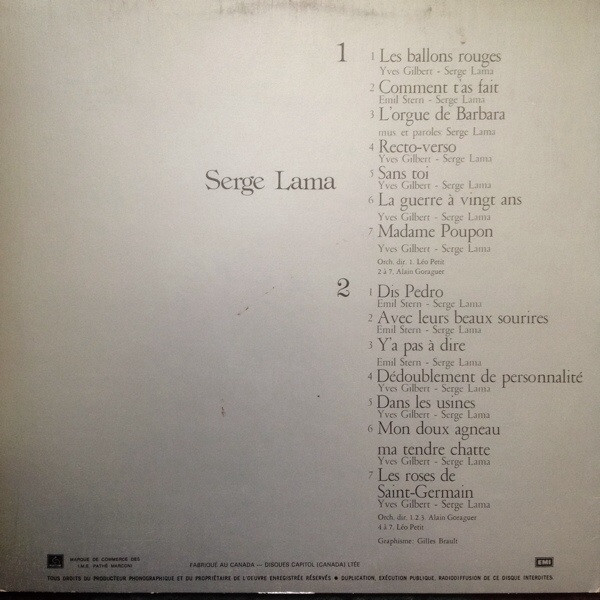 Serge Lama
1
1 Les ballons rouges
Yves Gilbert - Serge Lama
2 Comment t'as fait
Emil Stern - Serge Lama
3 L'orgue de Barbara
mus et paroles Serge Lama
4 Recto-verso
Yves Gilbert - Serge Lama
5 Sans toi
Yves Gilbert - Serge Lama
6 La guerre à vingt ans
Yves Gilbert - Serge Lama
7 Madame Poupon
Yves Gilbert - Serge Lama
Orch. dir. 1. Léo Petit
2 à 7. Alain Goraguer
2
1 Dis Pedro
Emil Stern - Serge Lama
2 Avec leurs beaux sourires
Emil Stern - Serge Lama
3 Y'a pas à dire
Emil Stern - Serge Lama
4 Dédoublement de personnalité
Yves Gilbert - Serge Lama
5 Dans les usines
Yves Gilbert - Serge Lama
6 Mon doux agneau
ma tendre chatte
Yves Gilbert - Serge Lama
7 Les roses de
Saint-Germain
Yves Gilbert - Serge Lama
Orch. dir. 1.2.3. Alain Goraguer
4 à 7. Léo Petit
Graphisme: Gilles Brault
MARQUE DE COMMERCE DES
I.M.E. PATHÉ MARCONI
FABRIQUÉ AU CANADA — DISQUES CAPITOL (CANADA) LTÉE
EMI
TOUS DROITS DU PRODUCTEUR PHONOGRAPHIQUE ET DU PROPRIÉTAIRE DE L'OEUVRE ENREGISTRÉE RÉSERVÉS ◆ DUPLICATION, EXÉCUTION PUBLIQUE, RADIODIFFUSION DE CE DISQUE INTERDITES.